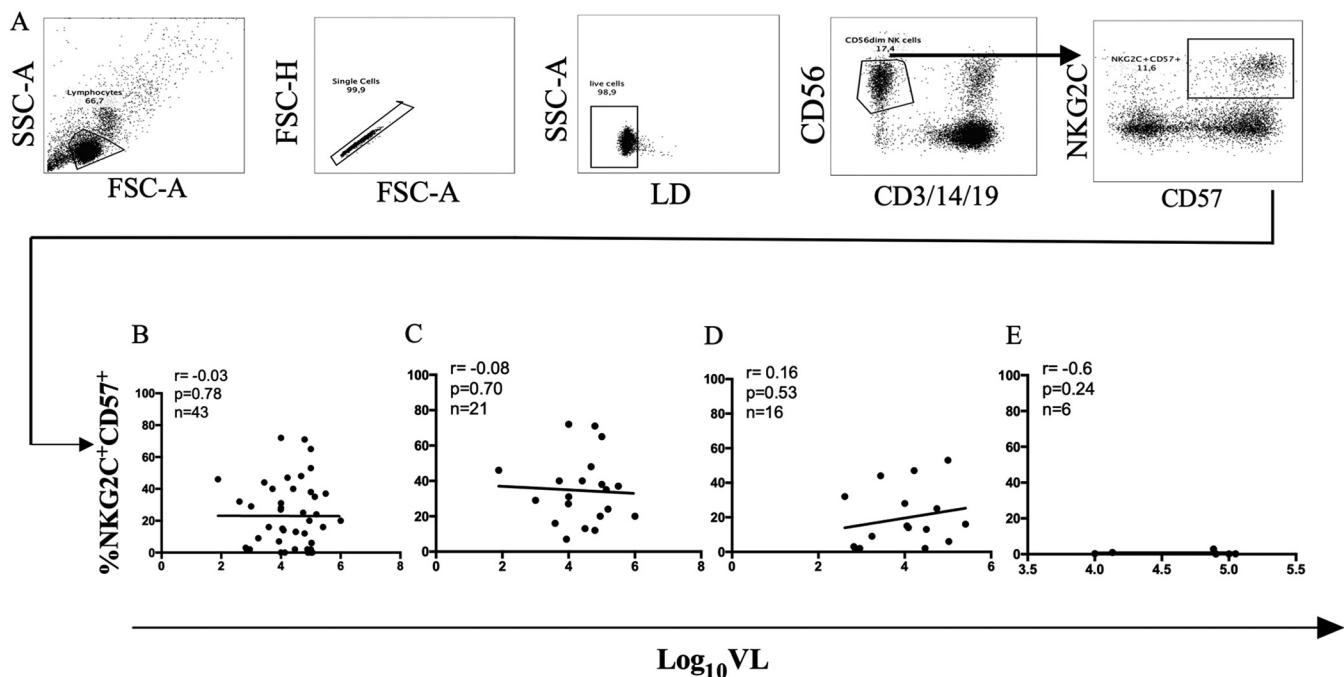 A
SSC-A
Lymphocytes
66,7
FSC-A
FSC-H
Single Cells
99,9
FSC-A
SSC-A
live cells
98,9
LD
CD56
CD56dim NK cells
17,4
CD3/14/19
NKG2C
NKG2C+CD57+
11,6
CD57
%NKG2C+CD57+
B
r= -0.03
p=0.78
n=43
100
80
60
40
20
0
0 2 4 6 8
C
r= -0.08
p=0.70
n=21
100
80
60
40
20
0
0 2 4 6 8
D
r= 0.16
p=0.53
n=16
100
80
60
40
20
0
0 2 4 6
E
r= -0.6
p=0.24
n=6
100
80
60
40
20
0
3.5 4.0 4.5 5.0 5.5
Log10VL